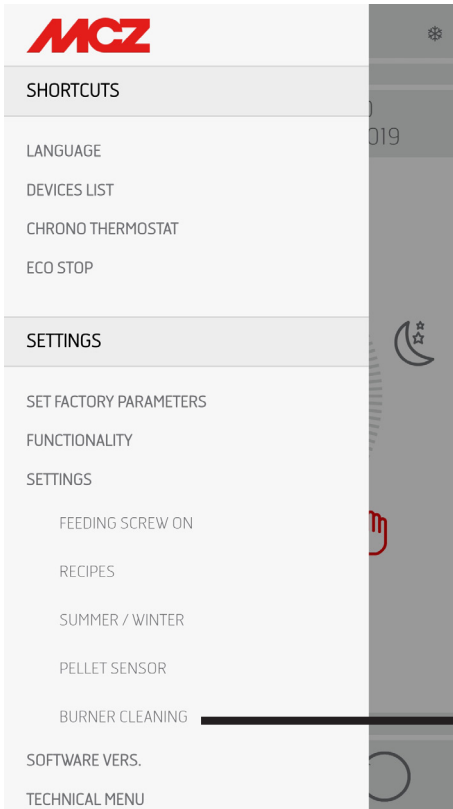 MCZ
SHORTCUTS
019
LANGUAGE
DEVICES LIST
CHRONO THERMOSTAT
ECO STOP
SETTINGS
SET FACTORY PARAMETERS
FUNCTIONALITY
SETTINGS
FEEDING SCREW ON
RECIPES
SUMMER / WINTER
PELLET SENSOR
BURNER CLEANING
SOFTWARE VERS.
TECHNICAL MENU